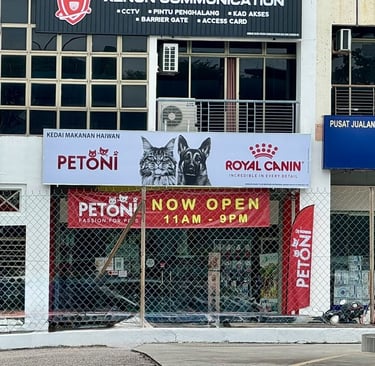 XENON COMMUNICATION
• CCTV • PINTU PENGHALANG • KAD AKSES
• BARRIER GATE • ACCESS CARD
KEDAI MAKANAN HAIWAN
PETONI
ROYAL CANIN
INCREDIBLE IN EVERY DETAIL
PUSAT JUALAN
PETONI
PASSION FOR PETS
NOW OPEN
11AM - 9PM
PETONI